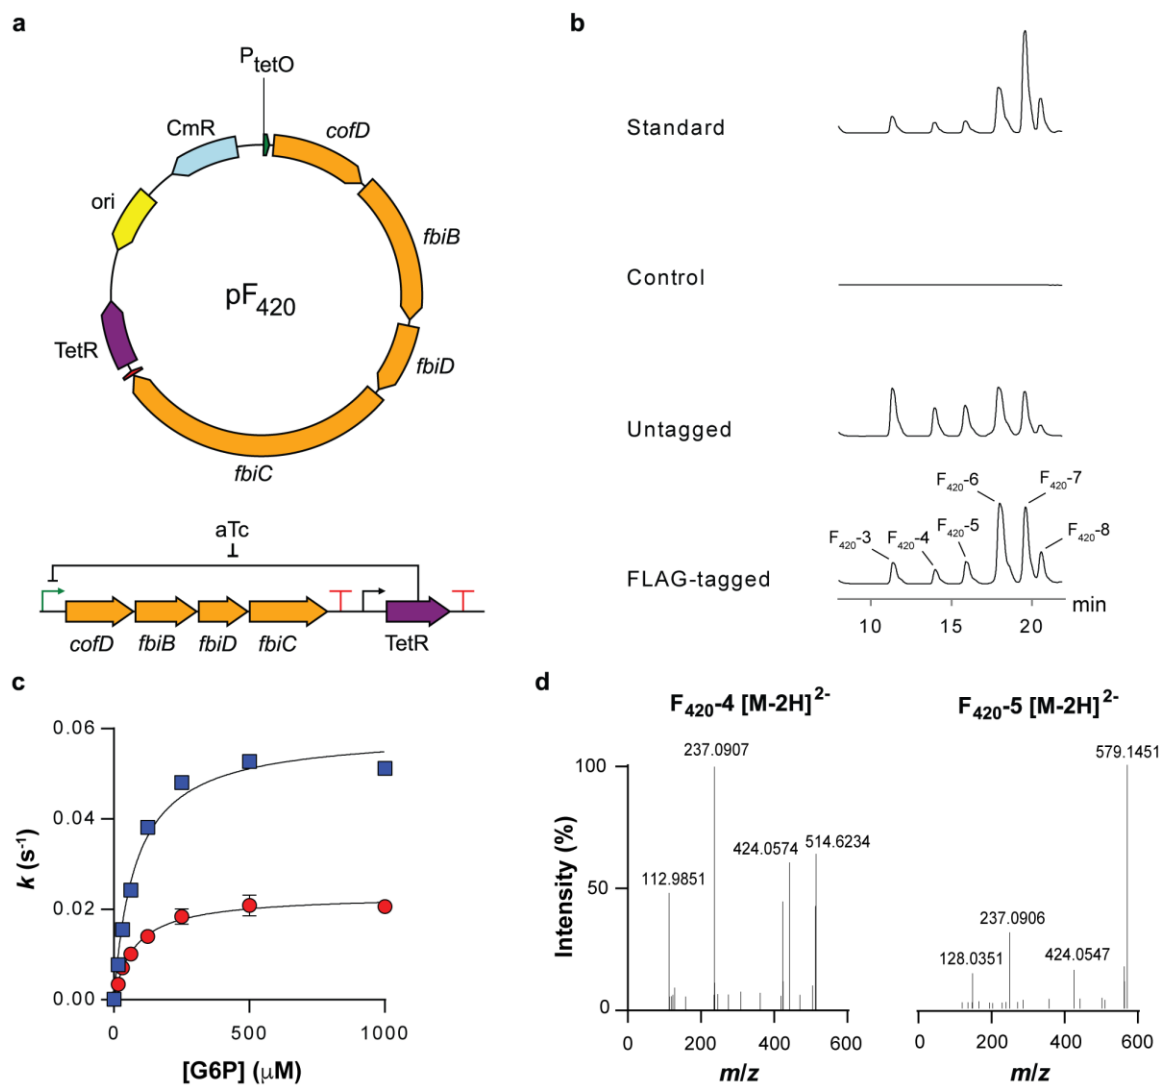 a
P_tetO
CmR
cofD
ori
fbiB
pF₄₂₀
TetR
fbiD
fbiC
aTc
cofD fbiB fbiD fbiC TetR
b
Standard
Control
Untagged
F₄₂₀-6 F₄₂₀-7
F₄₂₀-3 F₄₂₀-4 F₄₂₀-5 F₄₂₀-8
FLAG-tagged
min
10 15 20
c
0.06
0.04
0.02
0.00
k (s⁻¹)
0 500 1000
[G6P] (μM)
d
F₄₂₀-4 [M-2H]²⁻
237.0907
424.0574
514.6234
112.9851
100
50
0
Intensity (%)
0 200 400 600
m/z
F₄₂₀-5 [M-2H]²⁻
579.1451
237.0906
128.0351
424.0547
0 200 400 600
m/z